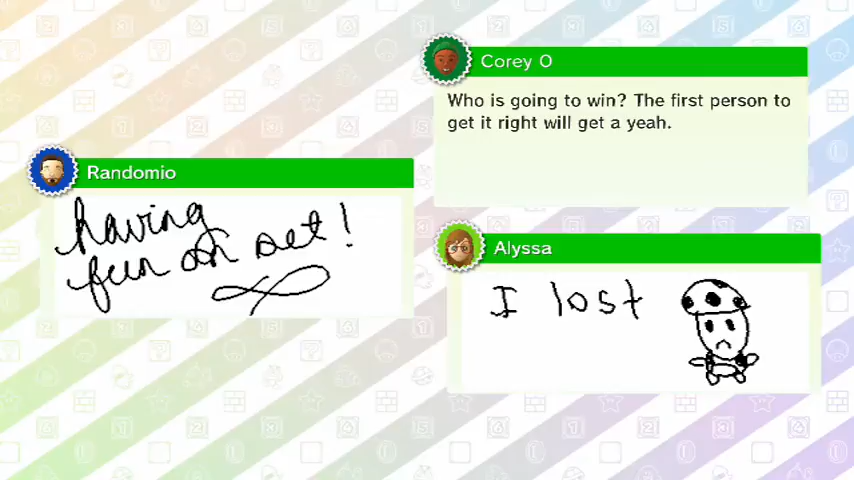 Corey O
Who is going to win? The first person to
get it right will get a yeah.
Randomio
having
fun on set!
Alyssa
I lost